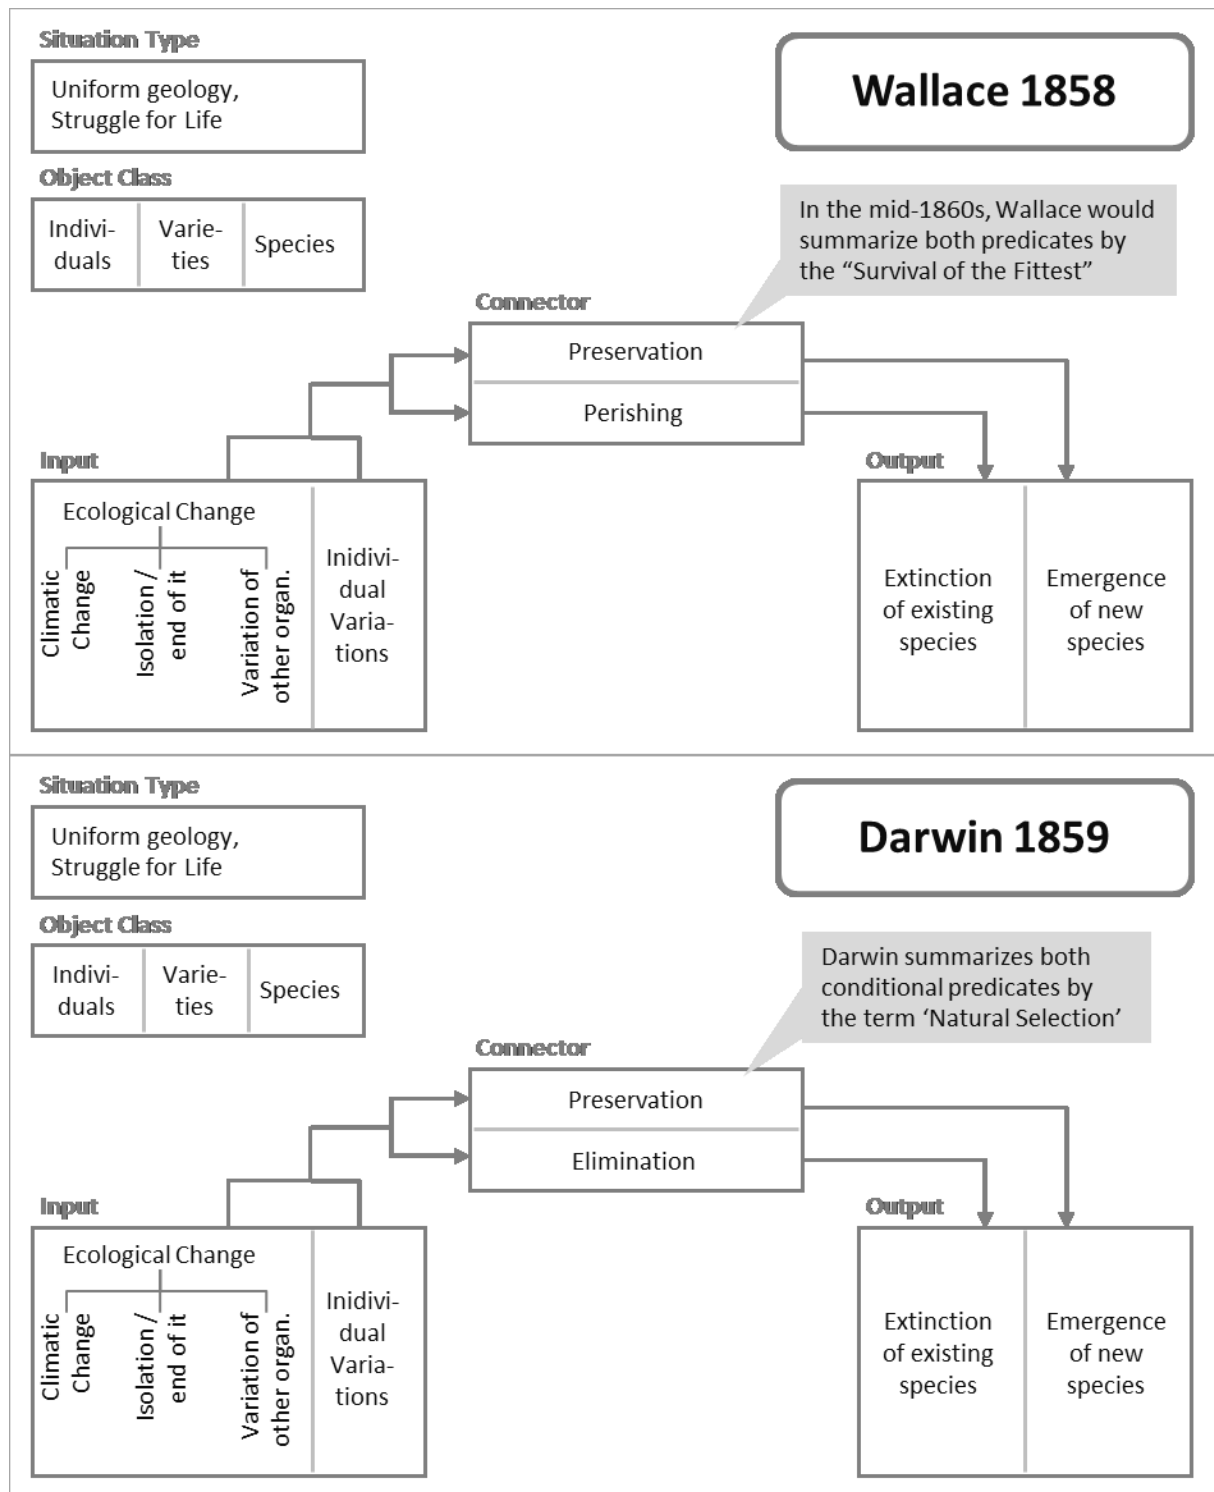 Situation Type
Uniform geology,
Struggle for Life
Wallace 1858
Object Class
Indivi-
duals
Varie-
ties
Species
In the mid-1860s, Wallace would
summarize both predicates by
the “Survival of the Fittest”
Connector
Preservation
Perishing
Input
Ecological Change
Climatic
Change
Isolation /
end of it
Variation of
other organ.
Inidivi-
dual
Varia-
tions
Output
Extinction
of existing
species
Emergence
of new
species
Situation Type
Uniform geology,
Struggle for Life
Darwin 1859
Object Class
Indivi-
duals
Varie-
ties
Species
Darwin summarizes both
conditional predicates by
the term ‘Natural Selection’
Connector
Preservation
Elimination
Input
Ecological Change
Climatic
Change
Isolation /
end of it
Variation of
other organ.
Inidivi-
dual
Varia-
tions
Output
Extinction
of existing
species
Emergence
of new
species